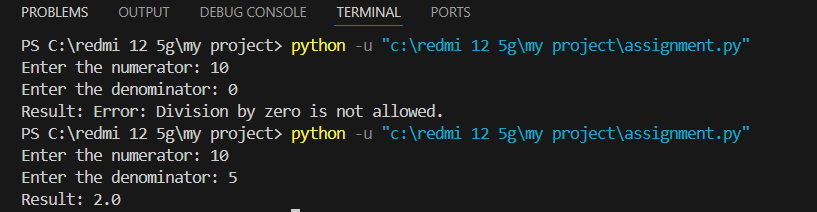 PROBLEMS OUTPUT DEBUG CONSOLE TERMINAL PORTS
PS C:\redmi 12 5g\my project> python -u "c:\redmi 12 5g\my project\assignment.py"
Enter the numerator: 10
Enter the denominator: 0
Result: Error: Division by zero is not allowed.
PS C:\redmi 12 5g\my project> python -u "c:\redmi 12 5g\my project\assignment.py"
Enter the numerator: 10
Enter the denominator: 5
Result: 2.0